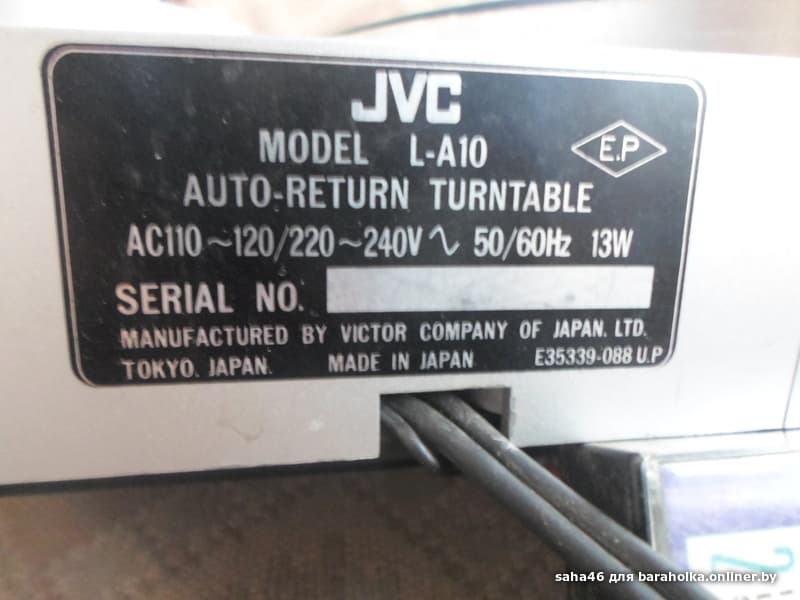 JVC
MODEL L-A10
E.P
AUTO-RETURN TURNTABLE
AC110~120/220~240V∿ 50/60Hz 13W
SERIAL NO.
MANUFACTURED BY VICTOR COMPANY OF JAPAN, LTD.
TOKYO, JAPAN. MADE IN JAPAN E35339-088 U.P
saha46 для baraholka.onliner.by